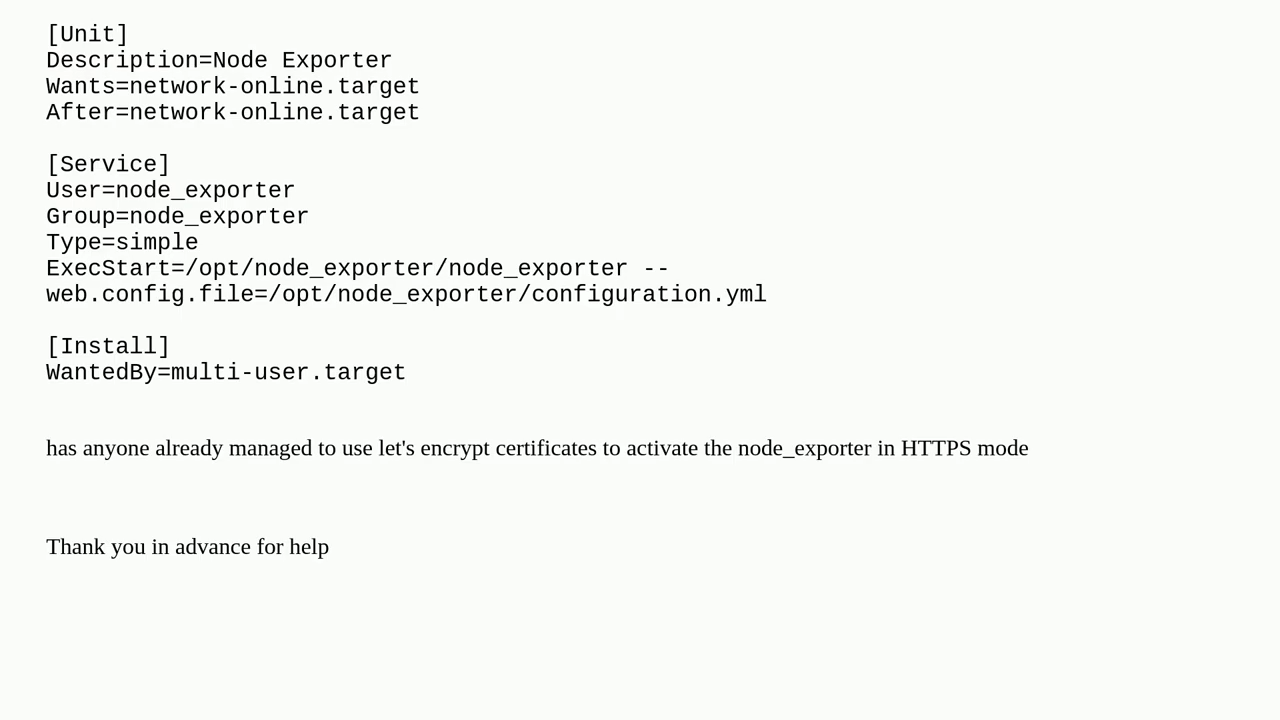 [Unit]
Description=Node Exporter
Wants=network-online.target
After=network-online.target
[Service]
User=node_exporter
Group=node_exporter
Type=simple
ExecStart=/opt/node_exporter/node_exporter --
web.config.file=/opt/node_exporter/configuration.yml
[Install]
WantedBy=multi-user.target
has anyone already managed to use let's encrypt certificates to activate the node_exporter in HTTPS mode
Thank you in advance for help